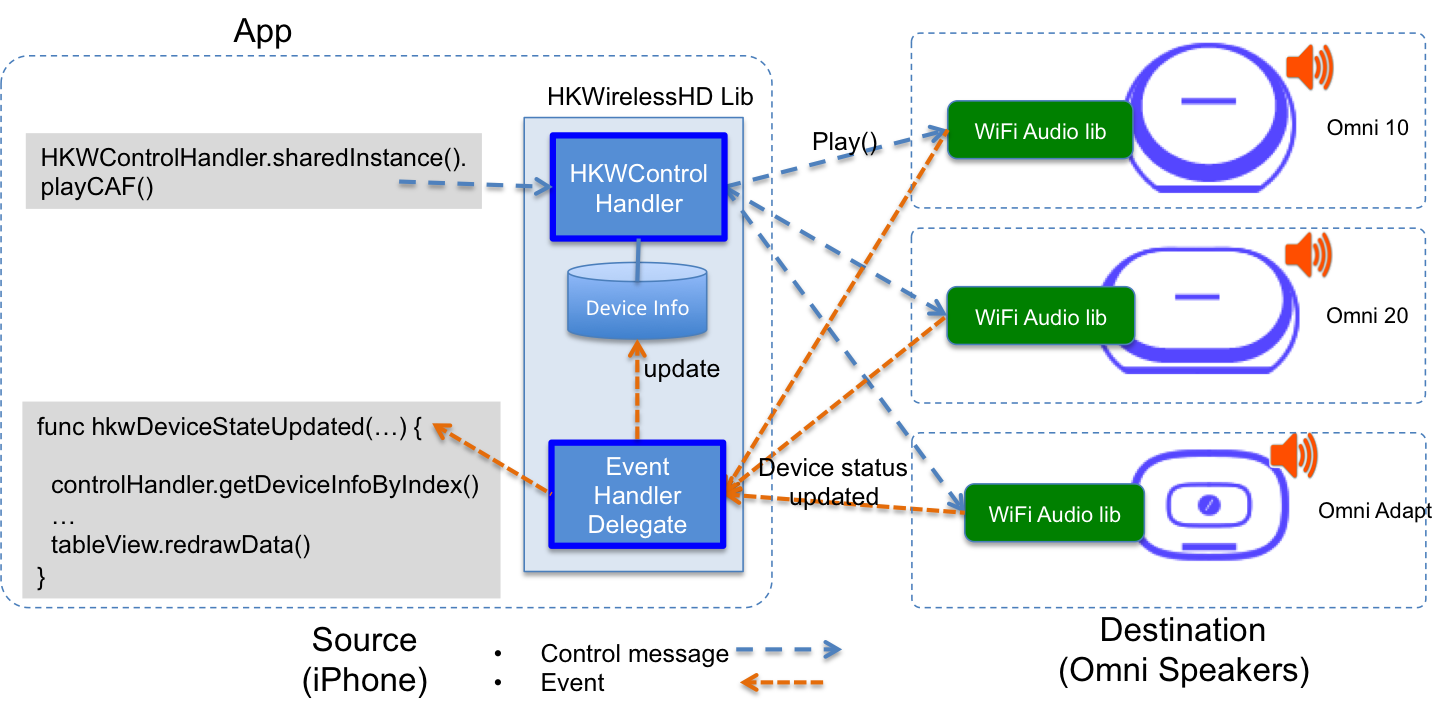 App
HKWirelessHD Lib
HKWControlHandler.sharedInstance().
playCAF()
HKWControl
Handler
Device Info
update
func hkwDeviceStateUpdated(…) {
controlHandler.getDeviceInfoByIndex()
…
tableView.redrawData()
}
Event
Handler
Delegate
Play()
Device status
updated
WiFi Audio lib
Omni 10
WiFi Audio lib
Omni 20
WiFi Audio lib
Omni Adapt
Source
(iPhone)
• Control message
• Event
Destination
(Omni Speakers)